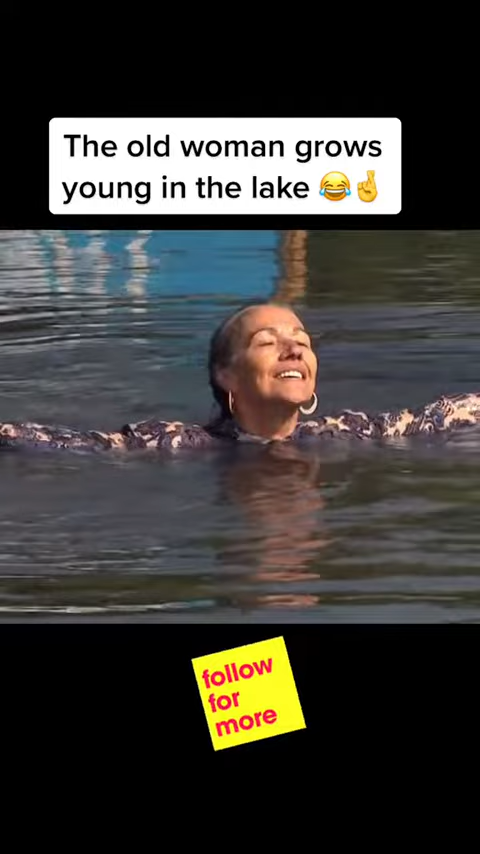 The old woman grows
young in the lake 😂🤞
follow
for
more